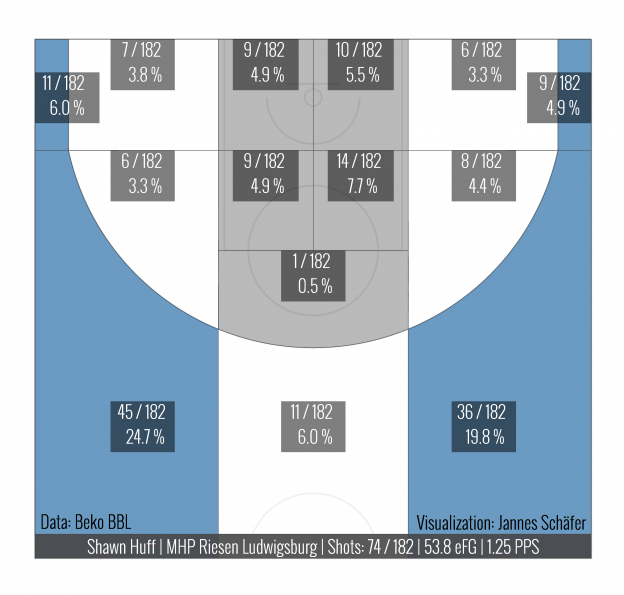 7 / 182
3.8 %
9 / 182
4.9 %
10 / 182
5.5 %
6 / 182
3.3 %
11 / 182
6.0 %
9 / 182
4.9 %
6 / 182
3.3 %
9 / 182
4.9 %
14 / 182
7.7 %
8 / 182
4.4 %
1 / 182
0.5 %
45 / 182
24.7 %
11 / 182
6.0 %
36 / 182
19.8 %
Data: Beko BBL
Visualization: Jannes Schäfer
Shawn Huff | MHP Riesen Ludwigsburg | Shots: 74 / 182 | 53.8 eFG | 1.25 PPS